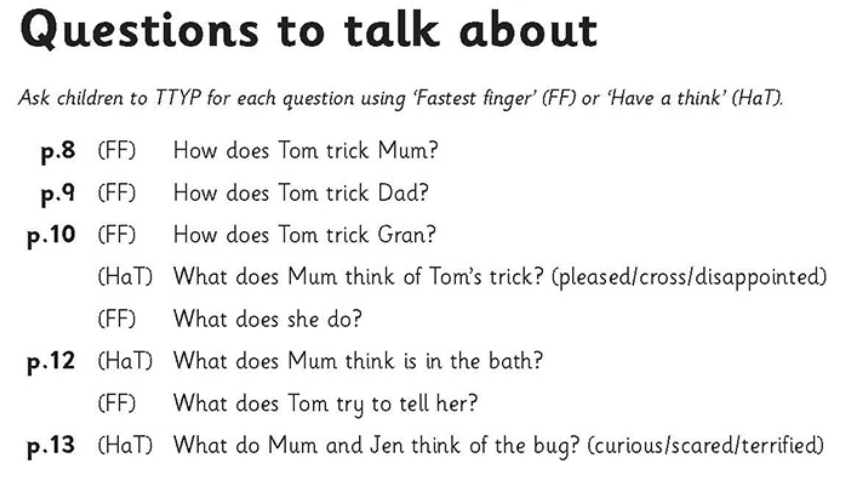 Questions to talk about
Ask children to TTYP for each question using ‘Fastest finger’ (FF) or ‘Have a think’ (HaT).
p.8 (FF) How does Tom trick Mum?
p.9 (FF) How does Tom trick Dad?
p.10 (FF) How does Tom trick Gran?
(HaT) What does Mum think of Tom’s trick? (pleased/cross/disappointed)
(FF) What does she do?
p.12 (HaT) What does Mum think is in the bath?
(FF) What does Tom try to tell her?
p.13 (HaT) What do Mum and Jen think of the bug? (curious/scared/terrified)